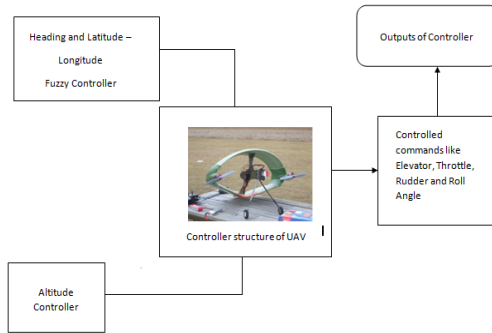 Heading and Latitude –
Longitude
Fuzzy Controller
Outputs of Controller
Controlled
commands like
Elevator, Throttle,
Rudder and Roll
Angle
Controller structure of UAV
Altitude
Controller